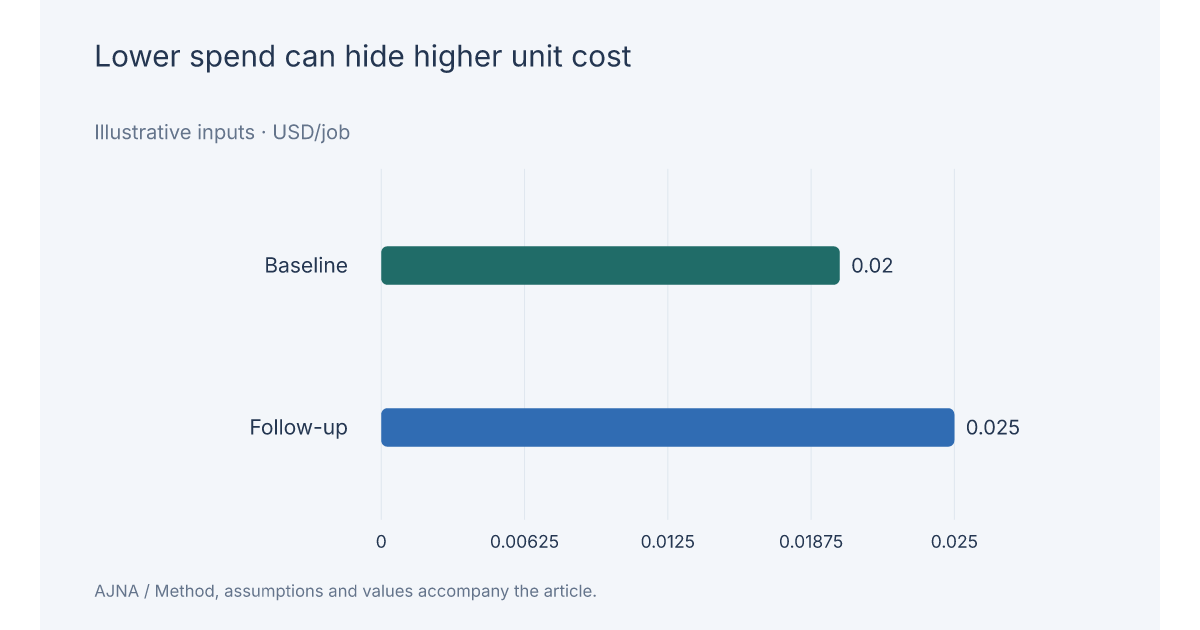 Lower spend can hide higher unit cost
Illustrative inputs · USD/job
Baseline
0.02
Follow-up
0.025
0
0.00625
0.0125
0.01875
0.025
AJNA / Method, assumptions and values accompany the article.